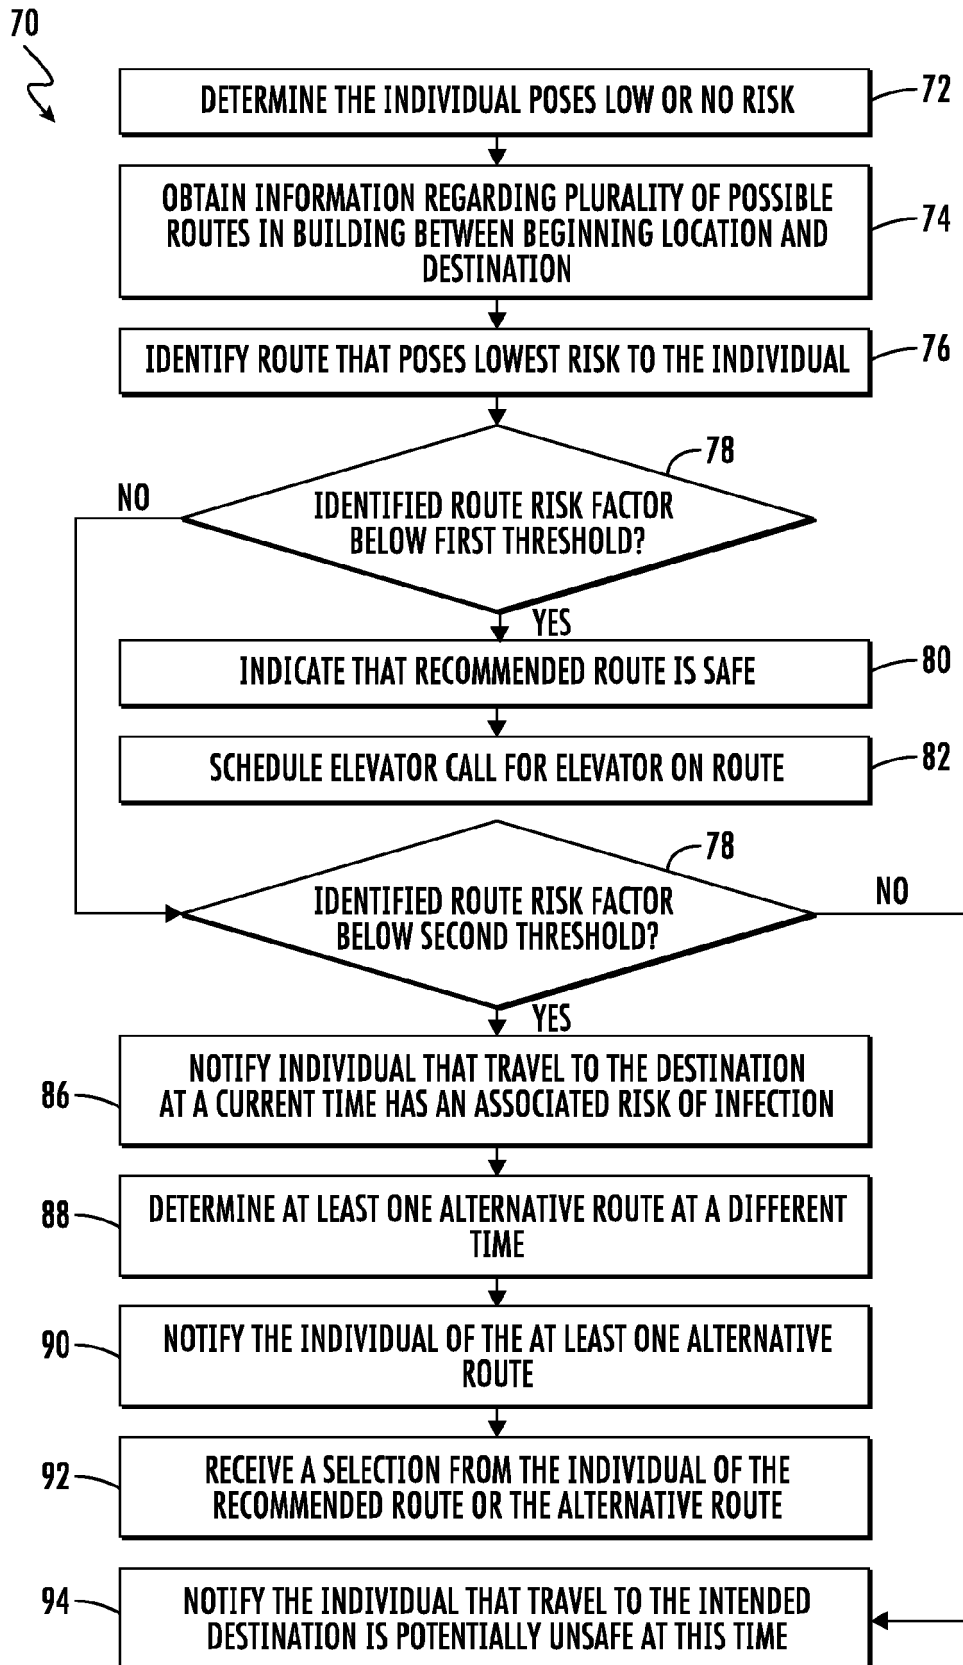 70
DETERMINE THE INDIVIDUAL POSES LOW OR NO RISK
72
OBTAIN INFORMATION REGARDING PLURALITY OF POSSIBLE
ROUTES IN BUILDING BETWEEN BEGINNING LOCATION AND
DESTINATION
74
IDENTIFY ROUTE THAT POSES LOWEST RISK TO THE INDIVIDUAL
76
78
NO
IDENTIFIED ROUTE RISK FACTOR
BELOW FIRST THRESHOLD?
YES
INDICATE THAT RECOMMENDED ROUTE IS SAFE
80
SCHEDULE ELEVATOR CALL FOR ELEVATOR ON ROUTE
82
78
NO
IDENTIFIED ROUTE RISK FACTOR
BELOW SECOND THRESHOLD?
YES
86
NOTIFY INDIVIDUAL THAT TRAVEL TO THE DESTINATION
AT A CURRENT TIME HAS AN ASSOCIATED RISK OF INFECTION
88
DETERMINE AT LEAST ONE ALTERNATIVE ROUTE AT A DIFFERENT
TIME
90
NOTIFY THE INDIVIDUAL OF THE AT LEAST ONE ALTERNATIVE
ROUTE
92
RECEIVE A SELECTION FROM THE INDIVIDUAL OF THE
RECOMMENDED ROUTE OR THE ALTERNATIVE ROUTE
94
NOTIFY THE INDIVIDUAL THAT TRAVEL TO THE INTENDED
DESTINATION IS POTENTIALLY UNSAFE AT THIS TIME